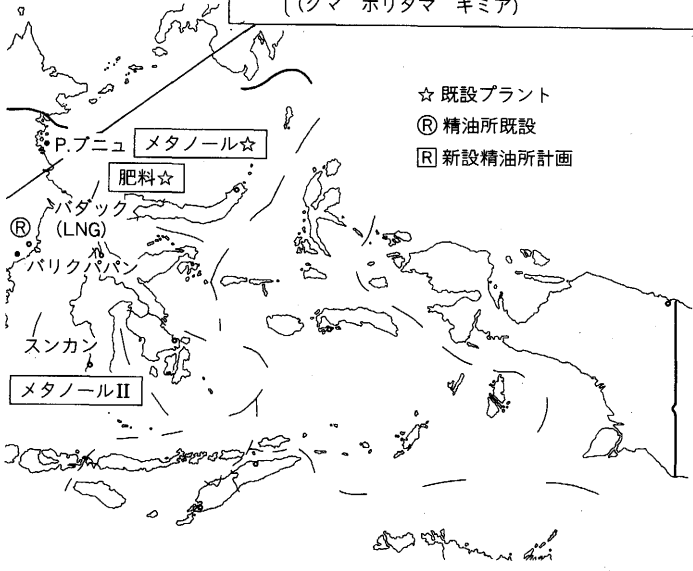 (クマ ポリタマ キミア)
☆ 既設プラント
Ⓡ 精油所既設
🅁 新設精油所計画
P.ブニュ メタノール☆
肥料☆
バダック
(LNG)
Ⓡ
バリクパパン
スンカン
メタノールⅡ